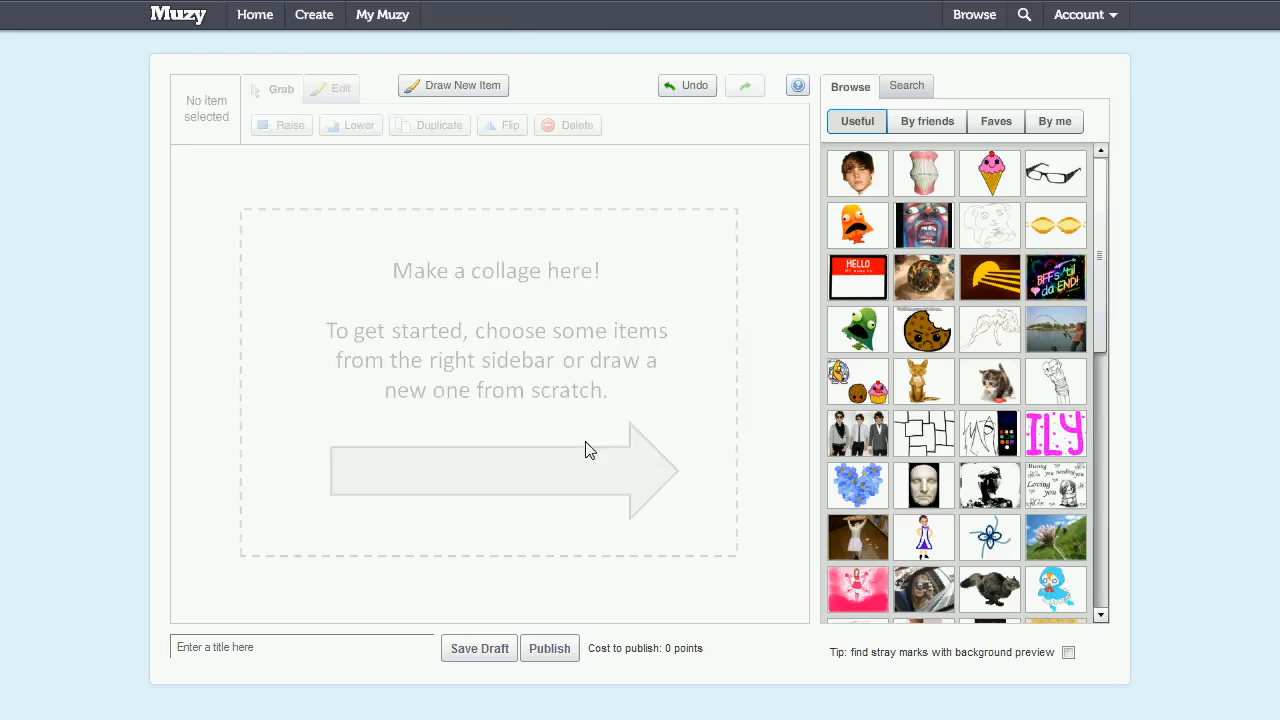 Muzy
Home
Create
My Muzy
Browse
Account
No item
selected
Grab
Edit
Draw New Item
Undo
Raise
Lower
Duplicate
Flip
Delete
Browse
Search
Useful
By friends
Faves
By me
HELLO
BFFs 'til
da END!
ILY
Loving
you
Make a collage here!
To get started, choose some items
from the right sidebar or draw a
new one from scratch.
Enter a title here
Save Draft
Publish
Cost to publish: 0 points
Tip: find stray marks with background preview